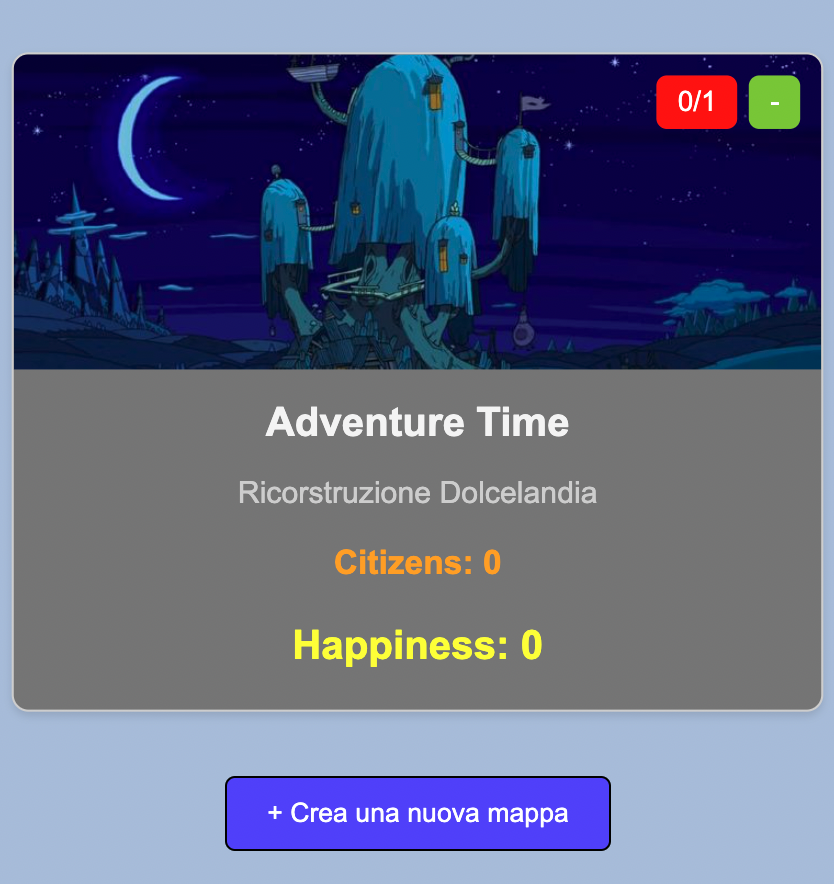 0/1 -
Adventure Time
Ricorstruzione Dolcelandia
Citizens: 0
Happiness: 0
+ Crea una nuova mappa